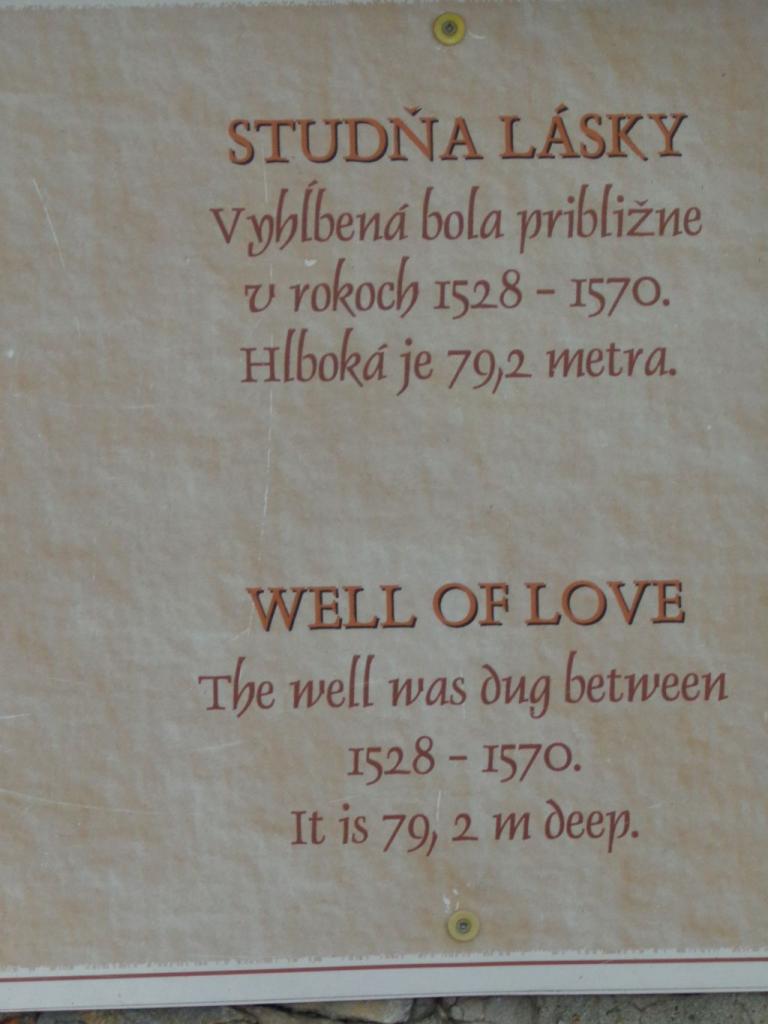 STUDŇA LÁSKY
Vyhĺbená bola približne
v rokoch 1528 - 1570.
Hlboká je 79,2 metra.
WELL OF LOVE
The well was dug between
1528 - 1570.
It is 79, 2 m deep.